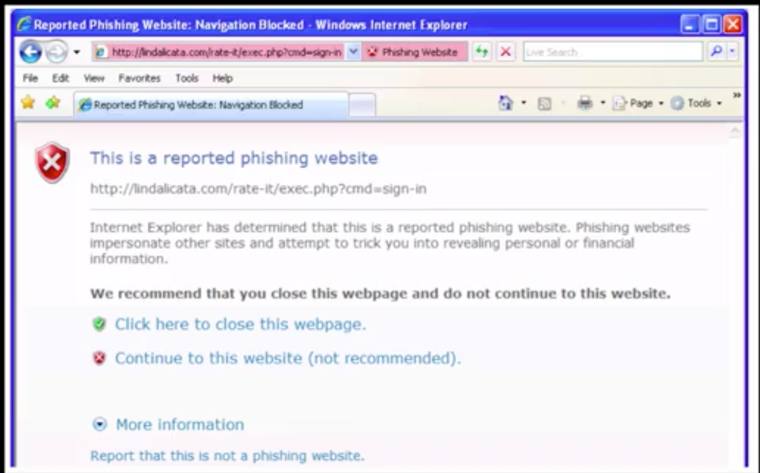 Reported Phishing Website: Navigation Blocked - Windows Internet Explorer
http://lindalicata.com/rate-it/exec.php?cmd=sign-in Phishing Website Live Search
File Edit View Favorites Tools Help
Reported Phishing Website: Navigation Blocked Page Tools »
This is a reported phishing website
http://lindalicata.com/rate-it/exec.php?cmd=sign-in
Internet Explorer has determined that this is a reported phishing website. Phishing websites
impersonate other sites and attempt to trick you into revealing personal or financial
information.
We recommend that you close this webpage and do not continue to this website.
Click here to close this webpage.
Continue to this website (not recommended).
More information
Report that this is not a phishing website.